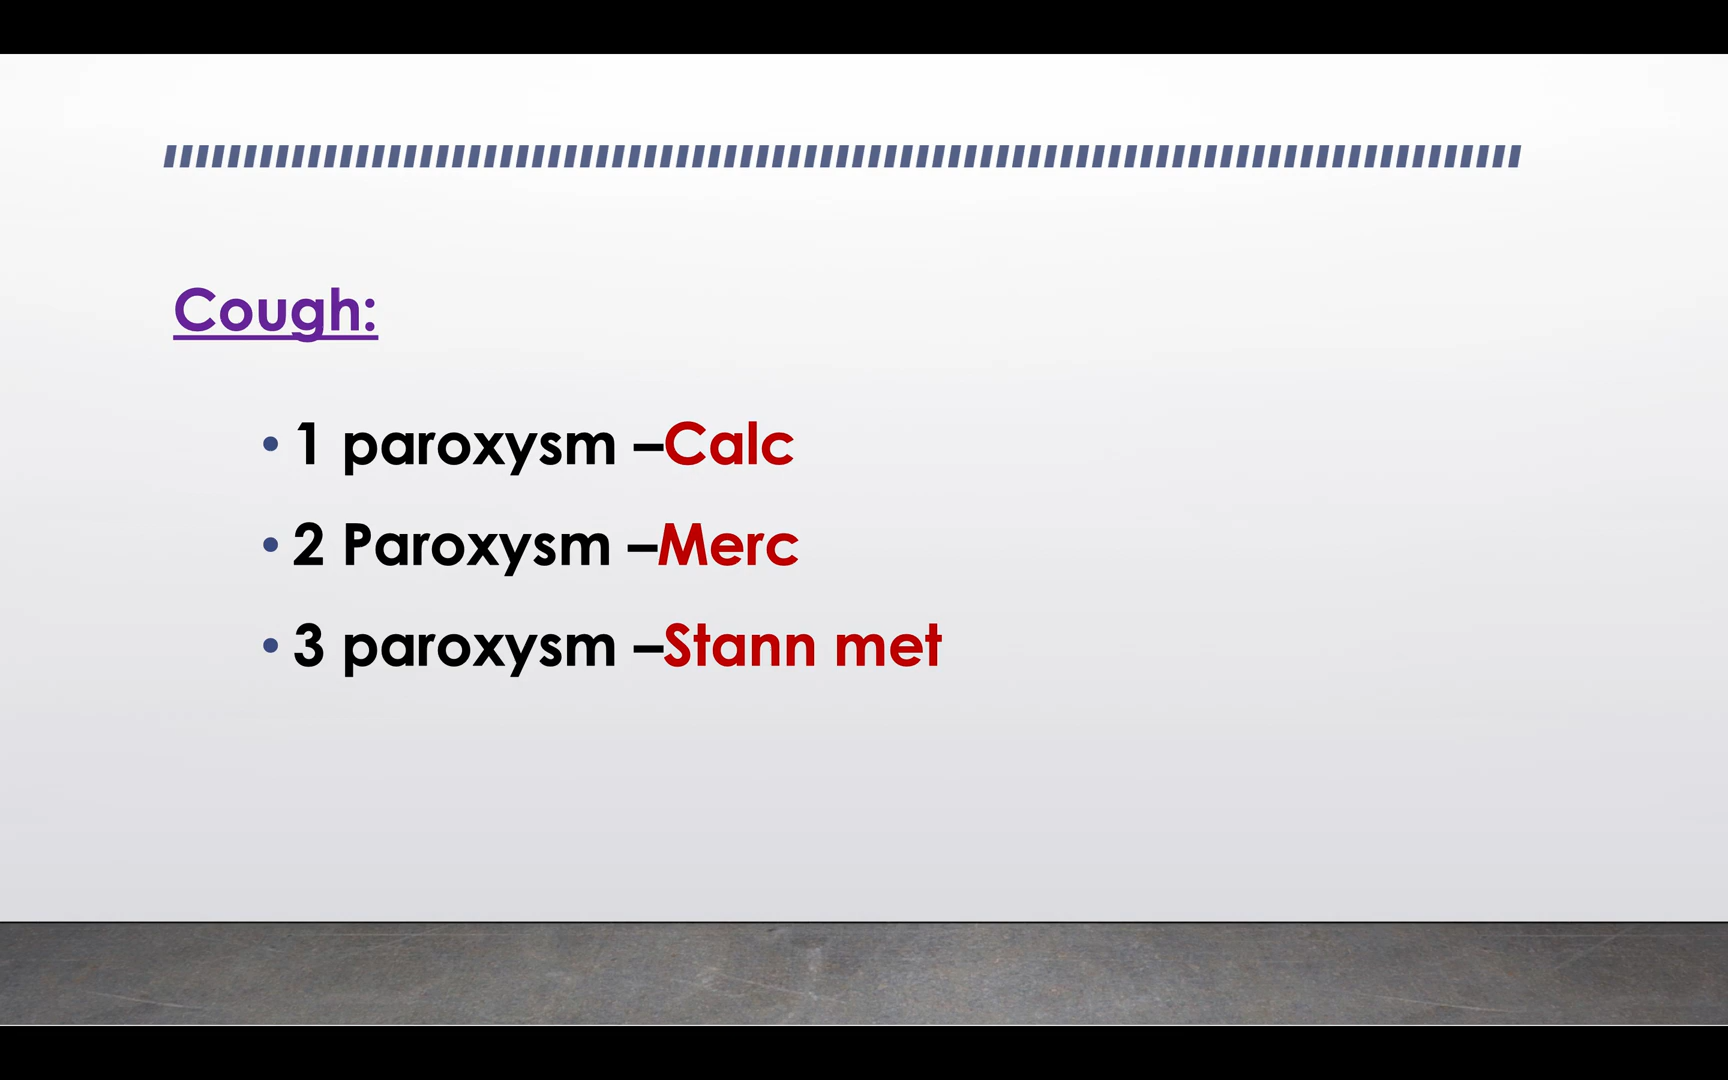 Cough:
• 1 paroxysm –Calc
• 2 Paroxysm –Merc
• 3 paroxysm –Stann met